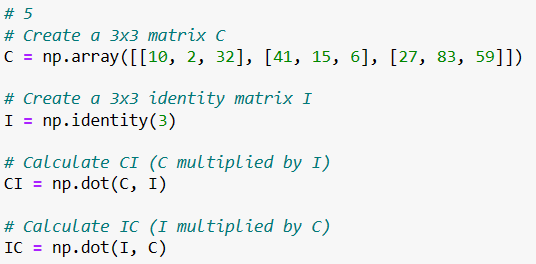 # 5
# Create a 3x3 matrix C
C = np.array([[10, 2, 32], [41, 15, 6], [27, 83, 59]])
# Create a 3x3 identity matrix I
I = np.identity(3)
# Calculate CI (C multiplied by I)
CI = np.dot(C, I)
# Calculate IC (I multiplied by C)
IC = np.dot(I, C)